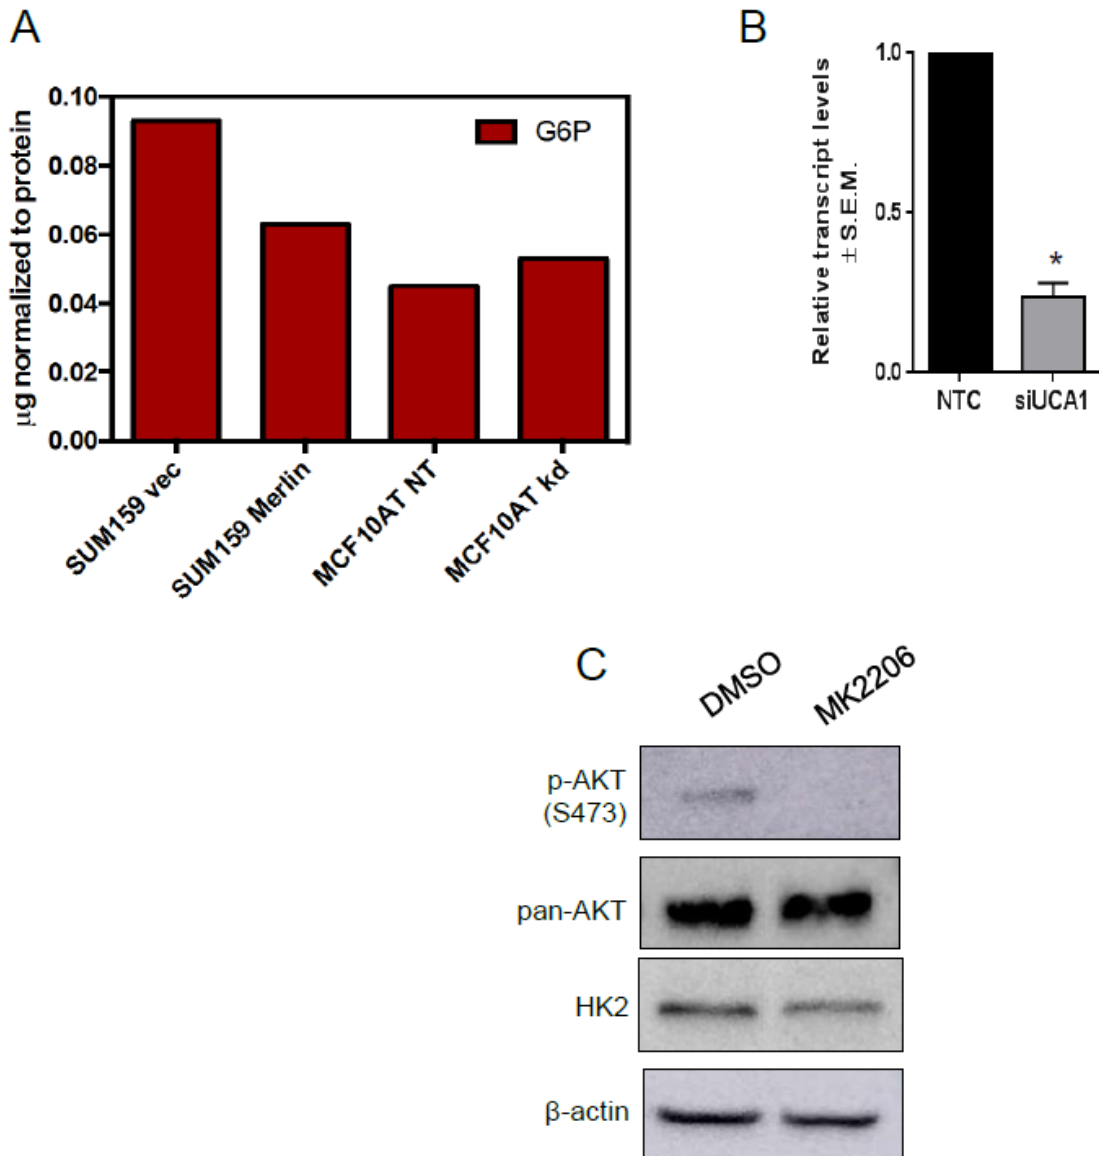 A
μg normalized to protein
0.10
0.08
0.06
0.04
0.02
0.00
G6P
SUM159 vec
SUM159 Merlin
MCF10AT NT
MCF10AT kd
B
Relative transcript levels
± S.E.M.
1.0
0.5
0.0
*
NTC
siUCA1
C
DMSO
MK2206
p-AKT
(S473)
pan-AKT
HK2
β-actin